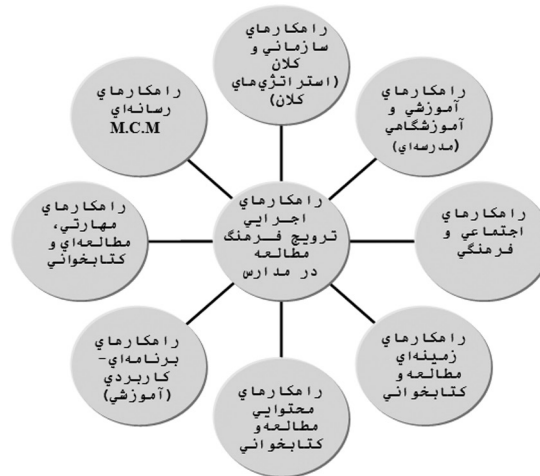 راهكارهاي
سازماني و
كلان
(استراتژي‌هاي
كلان)
راهكارهاي
آموزشي و
آموزشگاهي
(مدرسه‌اي)
راهكارهاي
اجتماعي و
فرهنگي
راهكارهاي
زمينه‌اي
مطالعه و
كتابخواني
راهكارهاي
محتوايي
مطالعه و
كتابخواني
راهكارهاي
برنامه‌اي-
كاربردي
(آموزشي)
راهكارهاي
مهارتي،
مطالعه‌اي و
كتابخواني
راهكارهاي
رسانه‌اي
M.C.M
راهكارهاي
اجرايي
ترويج فرهنگ
مطالعه
در مدارس